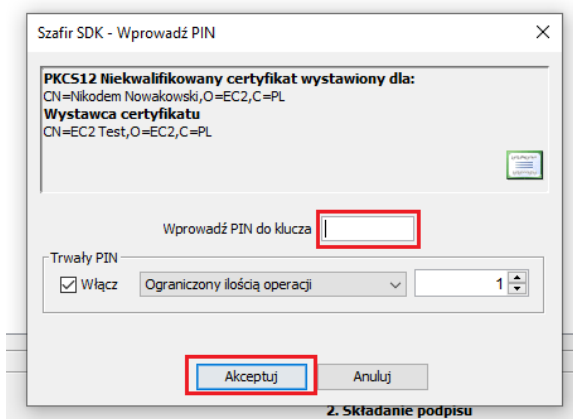 Szafir SDK - Wprowadź PIN
PKCS12 Niekwalifikowany certyfikat wystawiony dla:
CN=Nikodem Nowakowski,O=EC2,C=PL
Wystawca certyfikatu
CN=EC2 Test,O=EC2,C=PL
Wprowadź PIN do klucza
Trwały PIN
Włącz Ograniczony ilością operacji 1
Akceptuj Anuluj
2. Składanie podpisu